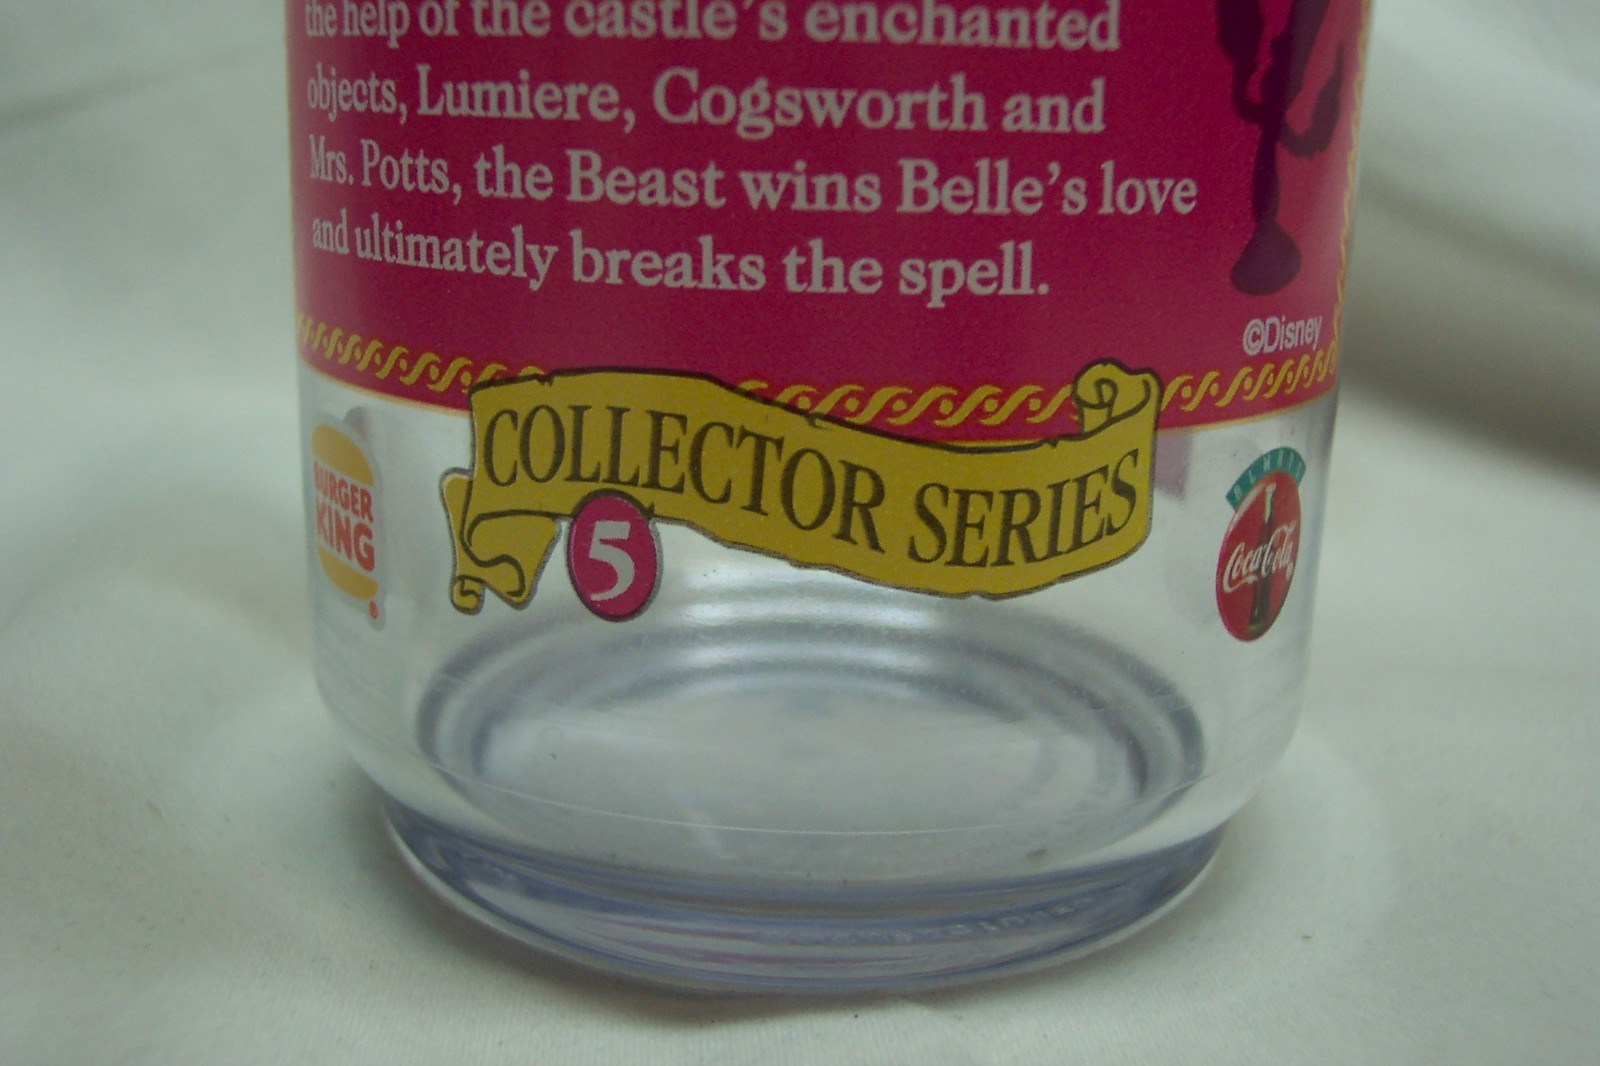 the help of the castle's enchanted
objects, Lumiere, Cogsworth and
Mrs. Potts, the Beast wins Belle's love
and ultimately breaks the spell.
©Disney
COLLECTOR SERIES
5
BURGER
KING
®
ALWAYS
Coca-Cola